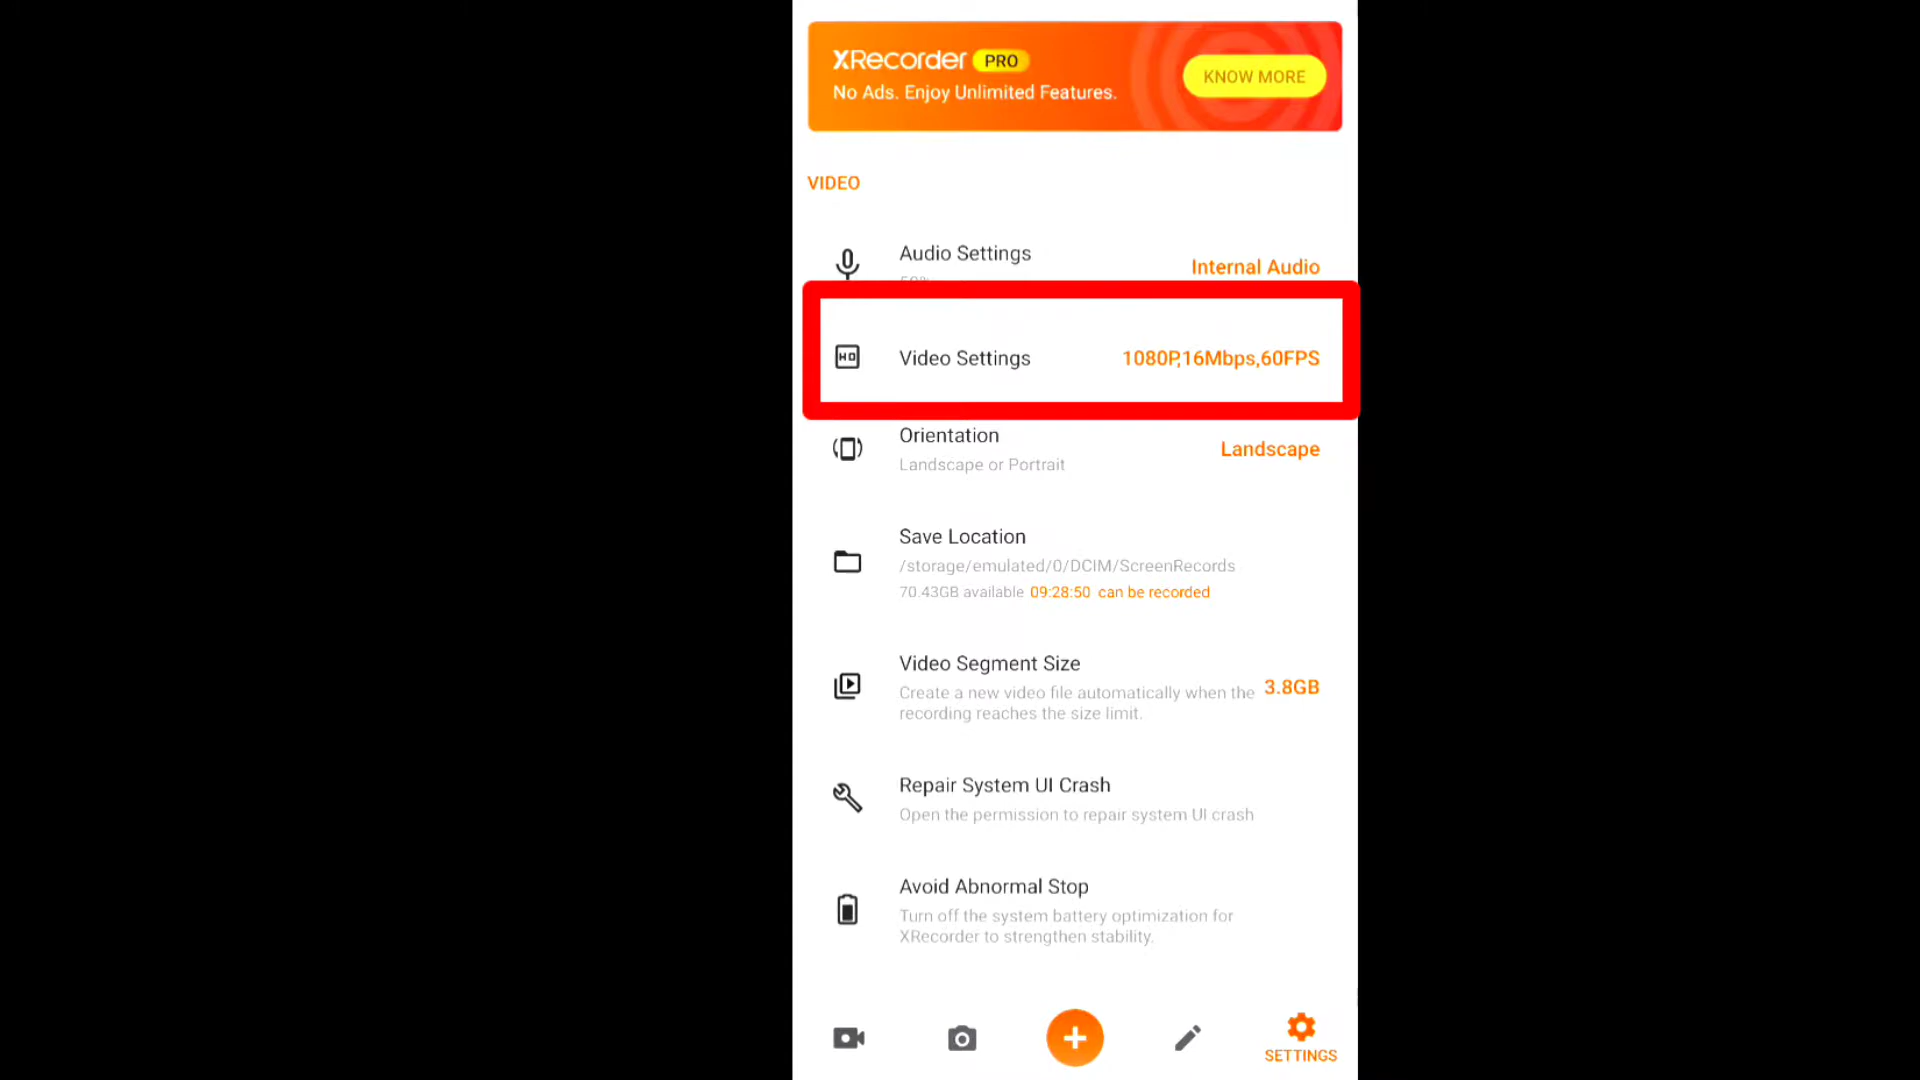 XRecorder PRO
No Ads. Enjoy Unlimited Features.
KNOW MORE
VIDEO
Audio Settings
Internal Audio
HD
Video Settings
1080P,16Mbps,60FPS
Orientation
Landscape or Portrait
Landscape
Save Location
/storage/emulated/0/DCIM/ScreenRecords
70.43GB available 09:28:50 can be recorded
Video Segment Size
Create a new video file automatically when the
recording reaches the size limit.
3.8GB
Repair System UI Crash
Open the permission to repair system UI crash
Avoid Abnormal Stop
Turn off the system battery optimization for
XRecorder to strengthen stability.
SETTINGS